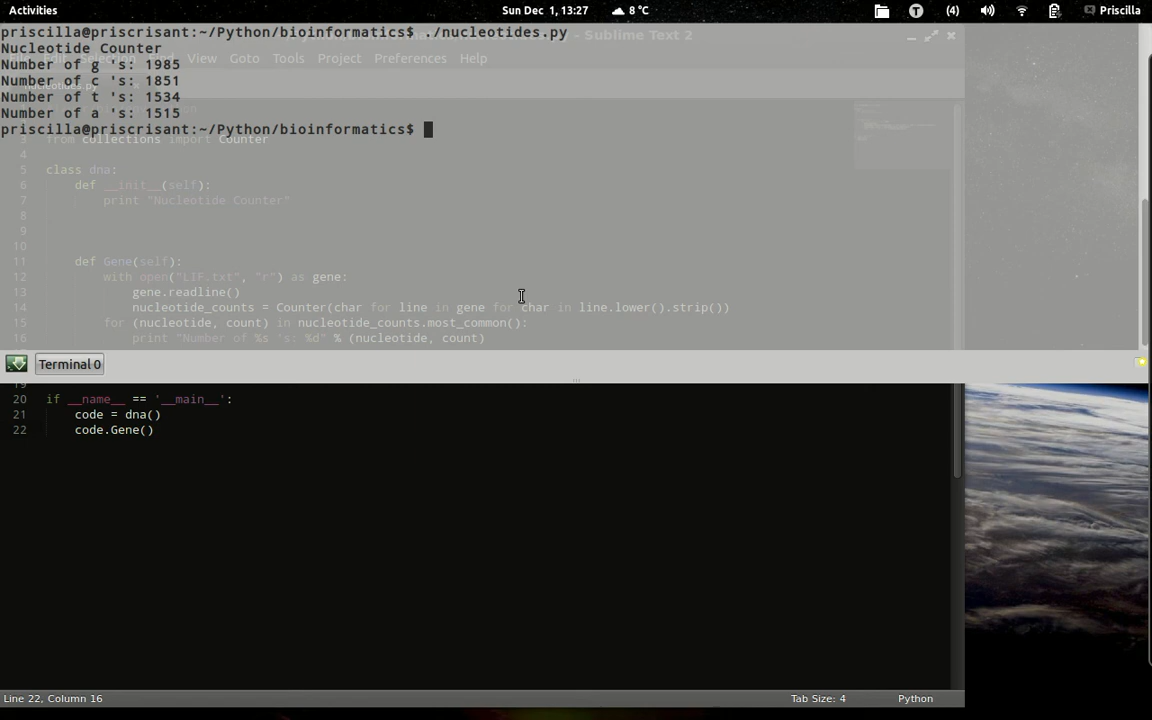 Activities Sun Dec 1, 13:27 8 °C T (4) Priscilla
priscilla@priscrisant:~/Python/bioinformatics$ ./nucleotides.py
- Sublime Text 2
Nucleotide Counter
View Goto Tools Project Preferences Help
Number of g 's: 1985
Number of c 's: 1851
Number of t 's: 1534
Number of a 's: 1515
priscilla@priscrisant:~/Python/bioinformatics$
3 from collections import Counter
4
5 class dna:
6 def __init__(self):
7 print "Nucleotide Counter"
8
9
10
11 def Gene(self):
12 with open("LIF.txt", "r") as gene:
13 gene.readline()
14 nucleotide_counts = Counter(char for line in gene for char in line.lower().strip())
15 for (nucleotide, count) in nucleotide_counts.most_common():
16 print "Number of %s 's: %d" % (nucleotide, count)
Terminal 0
19
20 if __name__ == '__main__':
21 code = dna()
22 code.Gene()
Line 22, Column 16 Tab Size: 4 Python